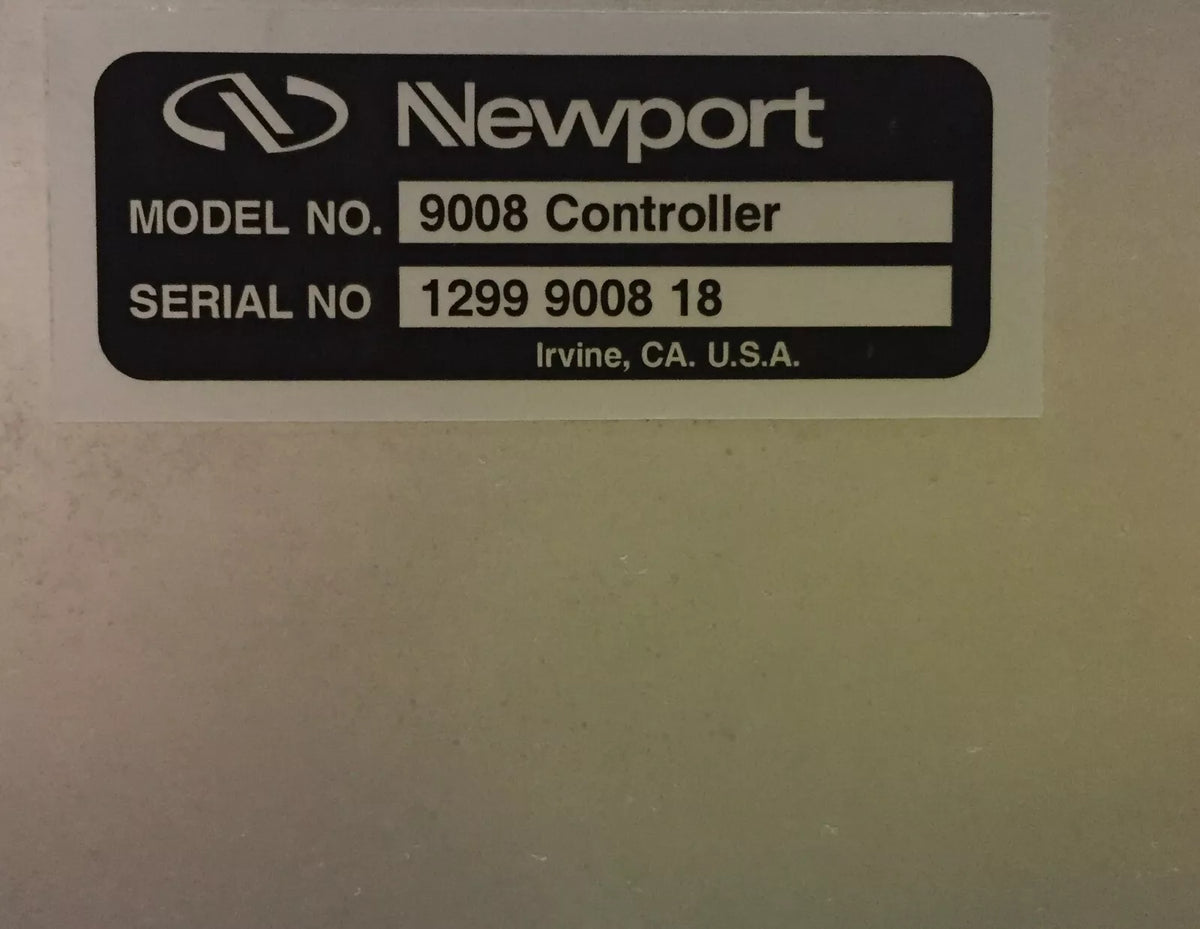 Newport
MODEL NO. 9008 Controller
SERIAL NO 1299 9008 18
Irvine, CA. U.S.A.